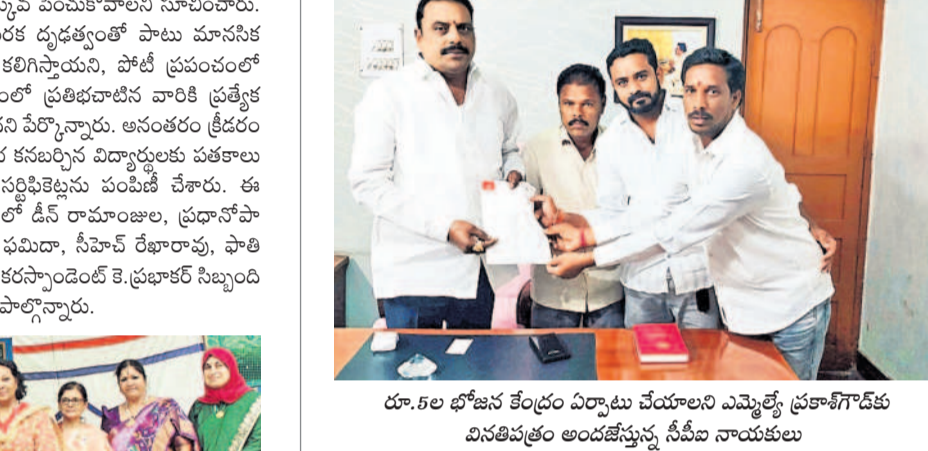 పెంచుకోవాలని సూచించారు.
దృఢత్వంతో పాటు మానసిక
కలిగిస్తాయని, పోటీ ప్రపంచంలో
ప్రతిభచాటిన వారికి ప్రత్యేక
పేర్కొన్నారు. అనంతరం క్రీడరం
కనబర్చిన విద్యార్థులకు పతకాలు
సర్టిఫికెట్లను పంపిణీ చేశారు. ఈ
లో డీన్ రామాంజుల, ప్రధానోపా
ఫమిదా, సీహెచ్ రేఖారావు, ఫాతి
కరస్పాండెంట్ కె.ప్రభాకర్ సిబ్బంది
పాల్గొన్నారు.
రూ.5ల భోజన కేంద్రం ఏర్పాటు చేయాలని ఎమ్మెల్యే ప్రకాశ్‌గౌడ్‌కు
వినతిపత్రం అందజేస్తున్న సీపీఐ నాయకులు